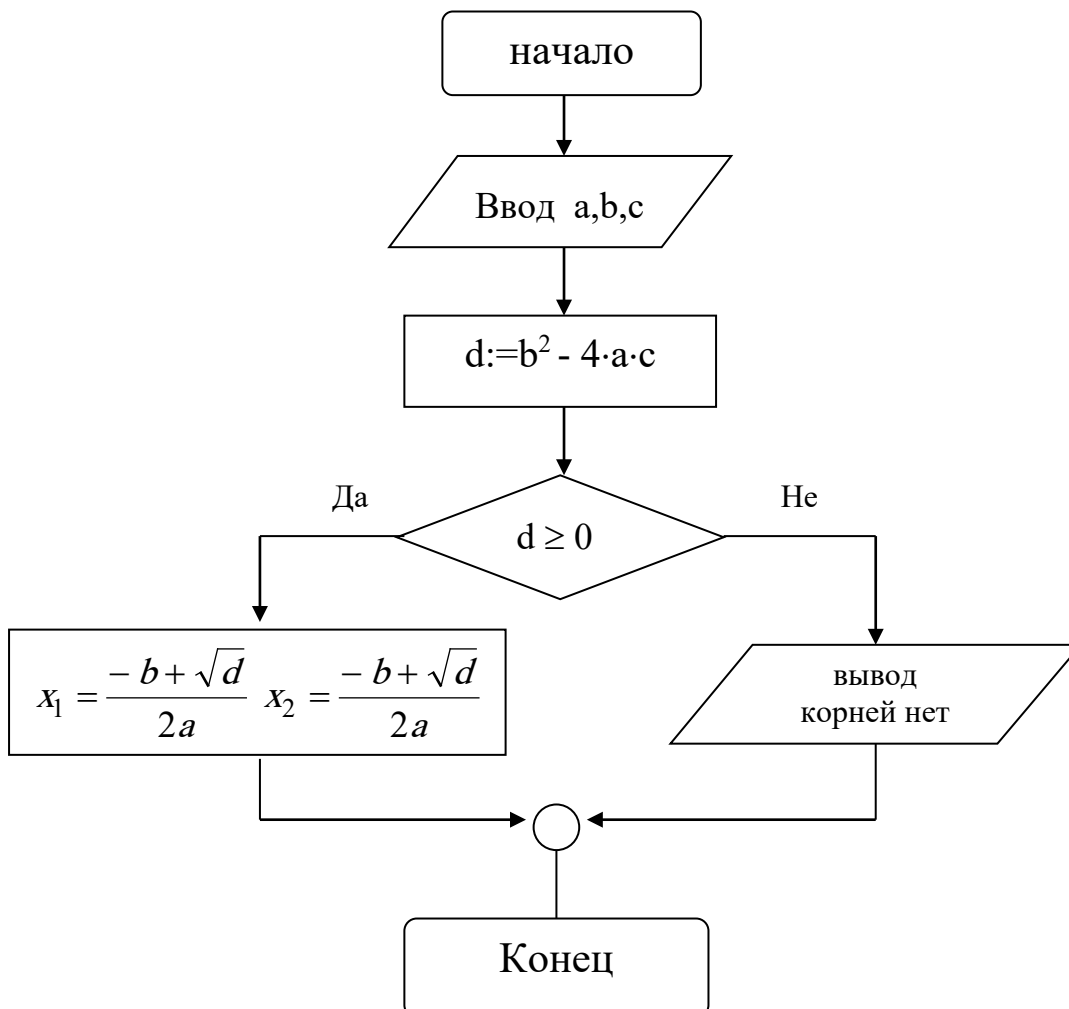 начало
Ввод a,b,c
d:=b² - 4·a·c
Да
Не
d ≥ 0
x₁ = (-b + √d)/2a x₂ = (-b + √d)/2a
вывод
корней нет
Конец